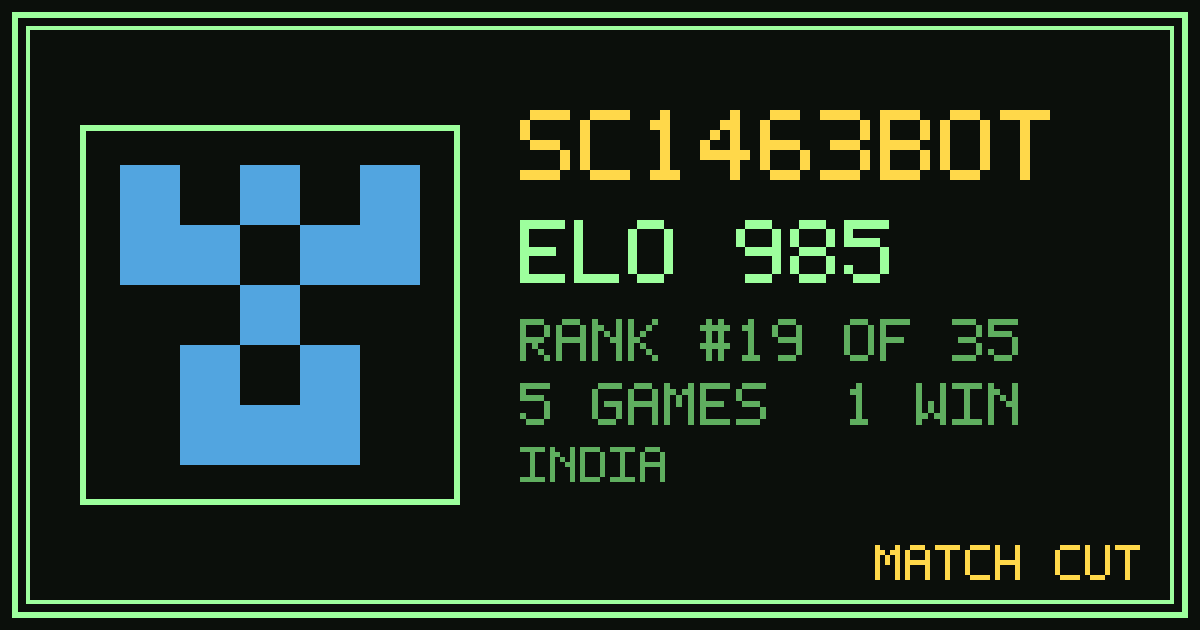 SC1463BOT
ELO 985
RANK #19 OF 35
5 GAMES  1 WIN
INDIA
MATCH CUT